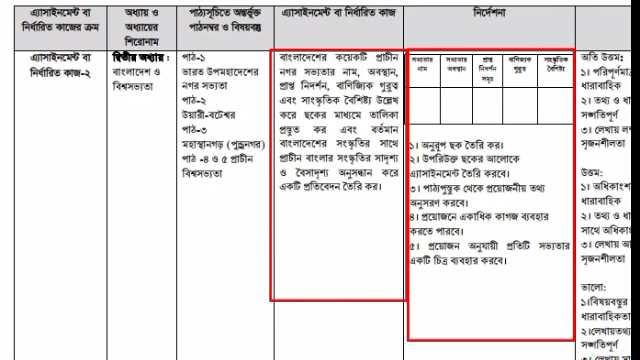 এ্যাসাইনমেন্ট বা
নির্ধারিত কাজের ক্রম
অধ্যায় ও
অধ্যায়ের
শিরোনাম
পাঠ্যসূচিতে অন্তর্ভুক্ত
পাঠনম্বর ও বিষয়বস্তু
এ্যাসাইনমেন্ট বা নির্ধারিত কাজ
নির্দেশনা
এ্যাসাইনমেন্ট বা
নির্ধারিত কাজ-২
দ্বিতীয় অধ্যায় :
বাংলাদেশ ও
বিশ্বসভ্যতা
পাঠ-১
ভারত উপমহাদেশের
নগর সভ্যতা
পাঠ-২
উয়ারী-বটেশ্বর
পাঠ-৩
মহাস্থানগড় (পুন্ড্রনগর)
পাঠ -৪ ও ৫ প্রাচীন
বিশ্বসভ্যতা
বাংলাদেশের কয়েকটি প্রাচীন
নগর সভ্যতার নাম, অবস্থান,
প্রাপ্ত নিদর্শন, বাণিজ্যিক গুরুত্ব
এবং সাংস্কৃতিক বৈশিষ্ট্য উল্লেখ
করে ছকের মাধ্যমে তালিকা
প্রস্তুত কর এবং বর্তমান
বাংলাদেশের সংস্কৃতির সাথে
প্রাচীন বাংলার সংস্কৃতির সাদৃশ্য
ও বৈসাদৃশ্য অনুসন্ধান করে
একটি প্রতিবেদন তৈরি কর।
সভ্যতার
নাম
সভ্যতার
অবস্থান
প্রাপ্ত
নিদর্শন
সমূহ
বাণিজ্যিক
গুরুত্ব
সাংস্কৃতিক
বৈশিষ্ট্য
১। অনুরূপ ছক তৈরি কর।
২। উপরিউক্ত ছকের আলোকে
এ্যাসাইনমেন্ট তৈরি করবে।
৩। পাঠ্যপুস্তক থেকে প্রয়োজনীয় তথ্য
অনুসরণ করবে।
৪। প্রয়োজনে একাধিক কাগজ ব্যবহার
করতে পারবে।
৫। প্রয়োজন অনুযায়ী প্রতিটি সভ্যতার
একটি চিত্র ব্যবহার করবে।
অতি উত্তম:
১। পরিপূর্ণমা
ধারাবাহিক
২। তথ্য ও ধা
সঙ্গতিপূর্ণ
৩। লেখায় লক্ষ
সৃজনশীলতা
উত্তম:
১। অধিকাংশ
ধারাবাহি
২। তথ্য ও ধা
সাথে অধিকাং
৩। লেখায় আং
সৃজনশীলতা
ভালো:
১।বিষয়বস্তুর
ধারাবাহিকতা
২।লেখায়তথ্য
সম্পূর্ণ